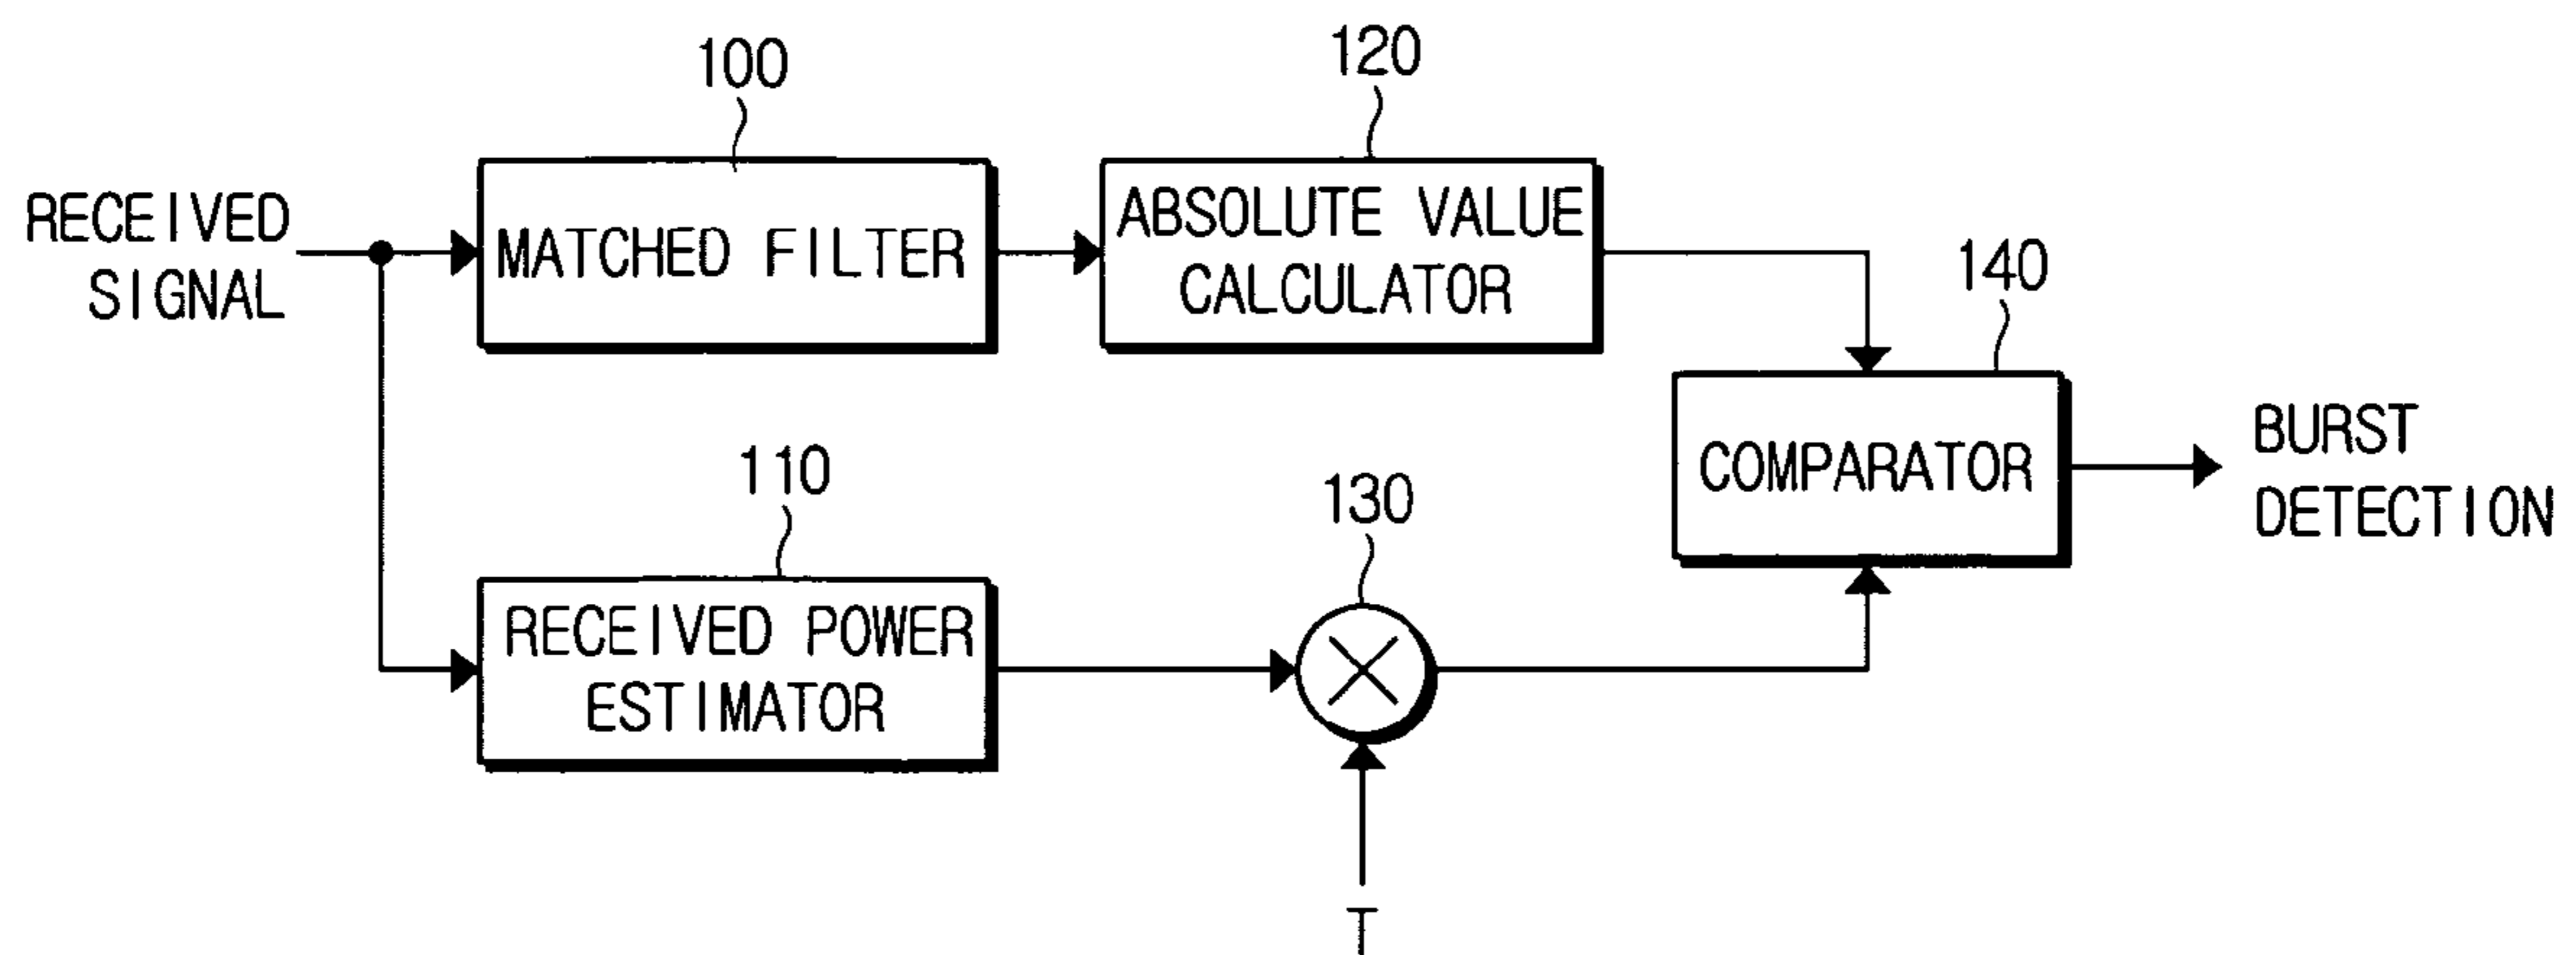 100
120
RECEIVED
SIGNAL
MATCHED FILTER
ABSOLUTE VALUE
CALCULATOR
140
COMPARATOR
BURST
DETECTION
110
130
RECEIVED POWER
ESTIMATOR
T